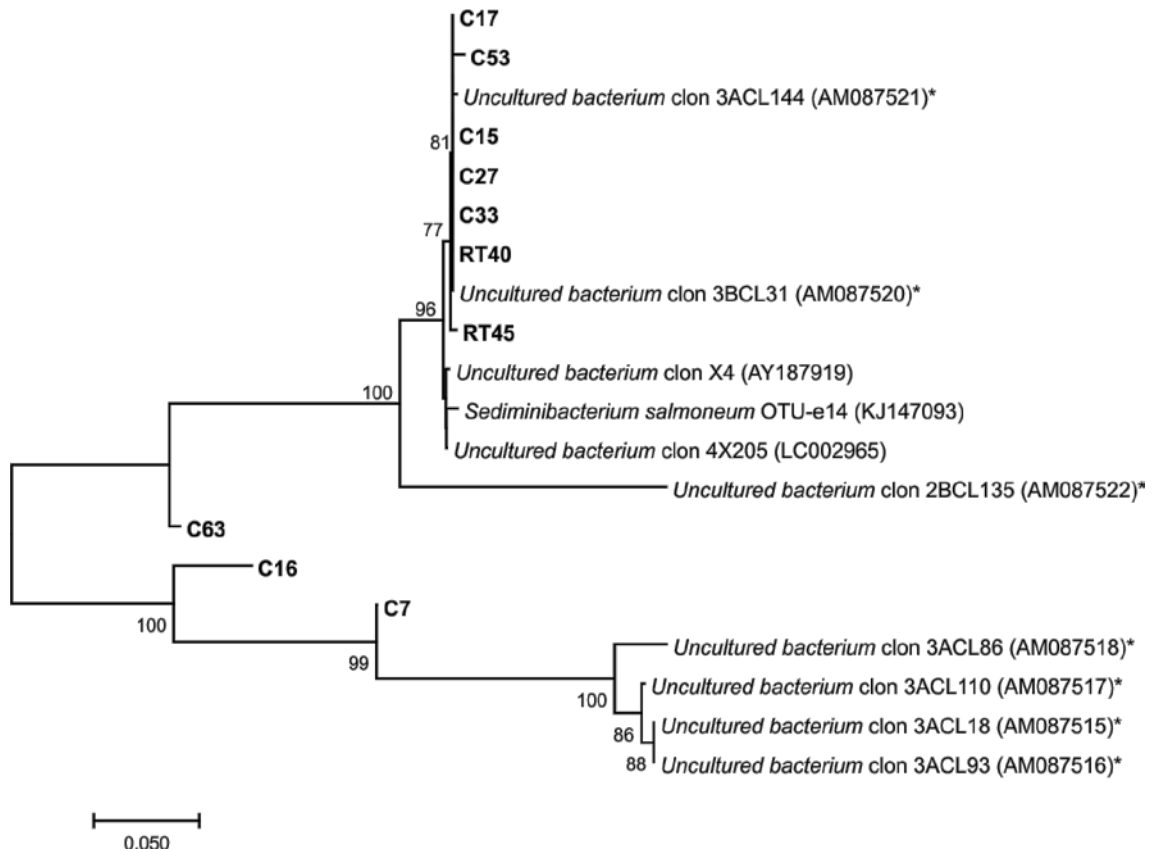 C17
C53
Uncultured bacterium clon 3ACL144 (AM087521)*
81
C15
C27
C33
77
RT40
Uncultured bacterium clon 3BCL31 (AM087520)*
96
RT45
Uncultured bacterium clon X4 (AY187919)
100
Sediminibacterium salmoneum OTU-e14 (KJ147093)
Uncultured bacterium clon 4X205 (LC002965)
Uncultured bacterium clon 2BCL135 (AM087522)*
C63
C16
C7
100
Uncultured bacterium clon 3ACL86 (AM087518)*
99
Uncultured bacterium clon 3ACL110 (AM087517)*
100
Uncultured bacterium clon 3ACL18 (AM087515)*
86
Uncultured bacterium clon 3ACL93 (AM087516)*
88
0.050